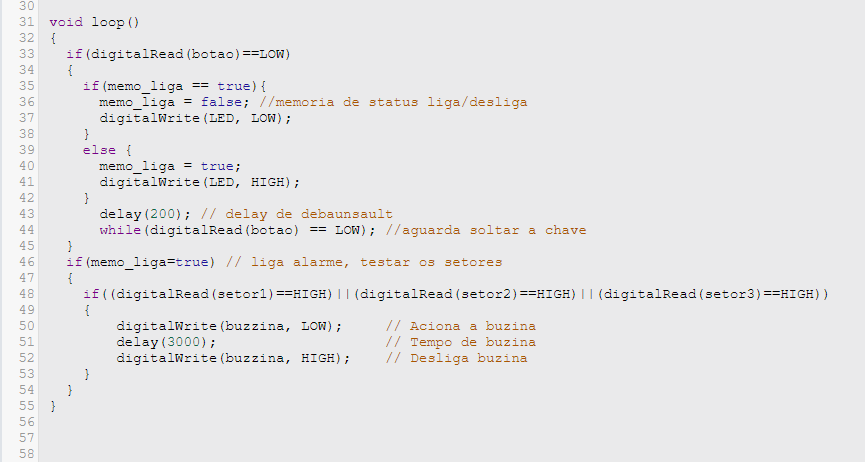 30
31 void loop()
32 {
33 if(digitalRead(botao)==LOW)
34 {
35 if(memo_liga == true){
36 memo_liga = false; //memoria de status liga/desliga
37 digitalWrite(LED, LOW);
38 }
39 else {
40 memo_liga = true;
41 digitalWrite(LED, HIGH);
42 }
43 delay(200); // delay de debaunsault
44 while(digitalRead(botao) == LOW); //aguarda soltar a chave
45 }
46 if(memo_liga=true) // liga alarme, testar os setores
47 {
48 if((digitalRead(setor1)==HIGH)||(digitalRead(setor2)==HIGH)||(digitalRead(setor3)==HIGH))
49 {
50 digitalWrite(buzzina, LOW); // Aciona a buzina
51 delay(3000); // Tempo de buzina
52 digitalWrite(buzzina, HIGH); // Desliga buzina
53 }
54 }
55 }
56
57
58